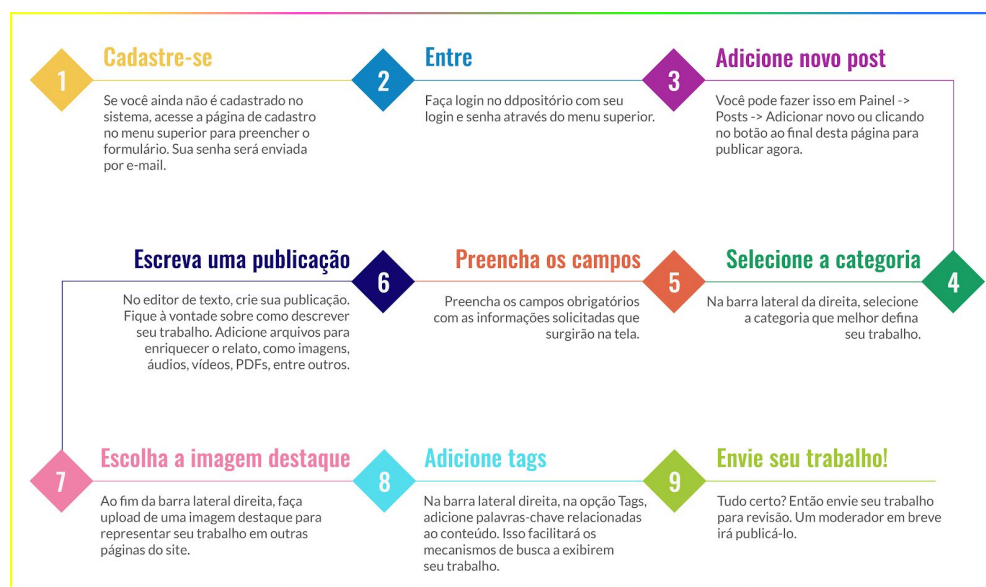 1
Cadastre-se
Se você ainda não é cadastrado no
sistema, acesse a página de cadastro
no menu superior para preencher o
formulário. Sua senha será enviada
por e-mail.
2
Entre
Faça login no ddpositório com seu
login e senha através do menu superior.
3
Adicione novo post
Você pode fazer isso em Painel ->
Posts -> Adicionar novo ou clicando
no botão ao final desta página para
publicar agora.
4
Selecione a categoria
Na barra lateral da direita, selecione
a categoria que melhor defina
seu trabalho.
5
Preencha os campos
Preencha os campos obrigatórios
com as informações solicitadas que
surgirão na tela.
6
Escreva uma publicação
No editor de texto, crie sua publicação.
Fique à vontade sobre como descrever
seu trabalho. Adicione arquivos para
enriquecer o relato, como imagens,
áudios, vídeos, PDFs, entre outros.
7
Escolha a imagem destaque
Ao fim da barra lateral direita, faça
upload de uma imagem destaque para
representar seu trabalho em outras
páginas do site.
8
Adicione tags
Na barra lateral direita, na opção Tags,
adicione palavras-chave relacionadas
ao conteúdo. Isso facilitará os
mecanismos de busca a exibirem
seu trabalho.
9
Envie seu trabalho!
Tudo certo? Então envie seu trabalho
para revisão. Um moderador em breve
irá publicá-lo.